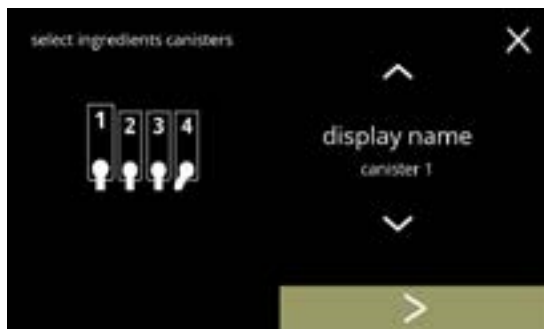 select ingredients canisters
1 2 3 4
display name
canister 1